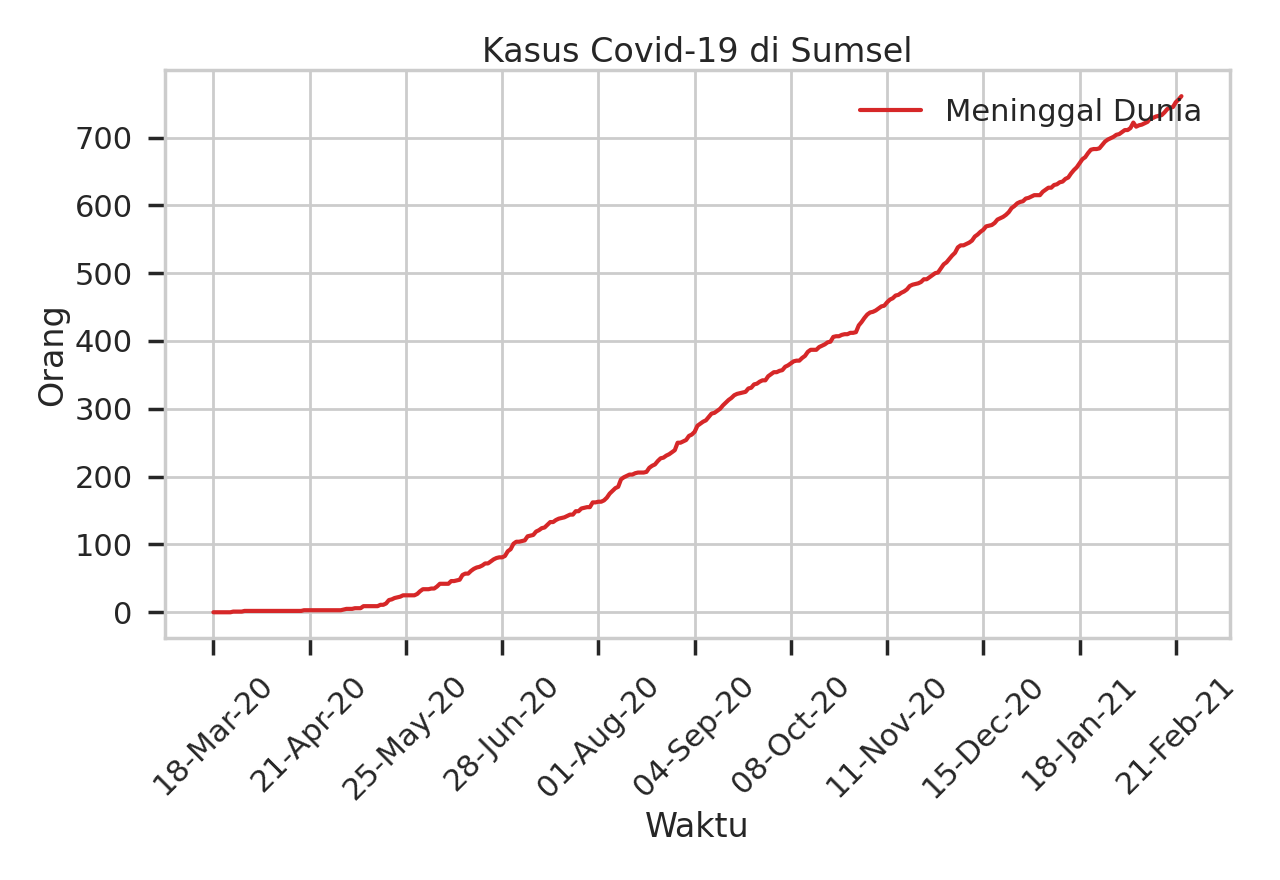 Kasus Covid-19 di Sumsel
Meninggal Dunia
700
600
500
400
300
200
100
0
Orang
18-Mar-20
21-Apr-20
25-May-20
28-Jun-20
01-Aug-20
04-Sep-20
08-Oct-20
11-Nov-20
15-Dec-20
18-Jan-21
21-Feb-21
Waktu